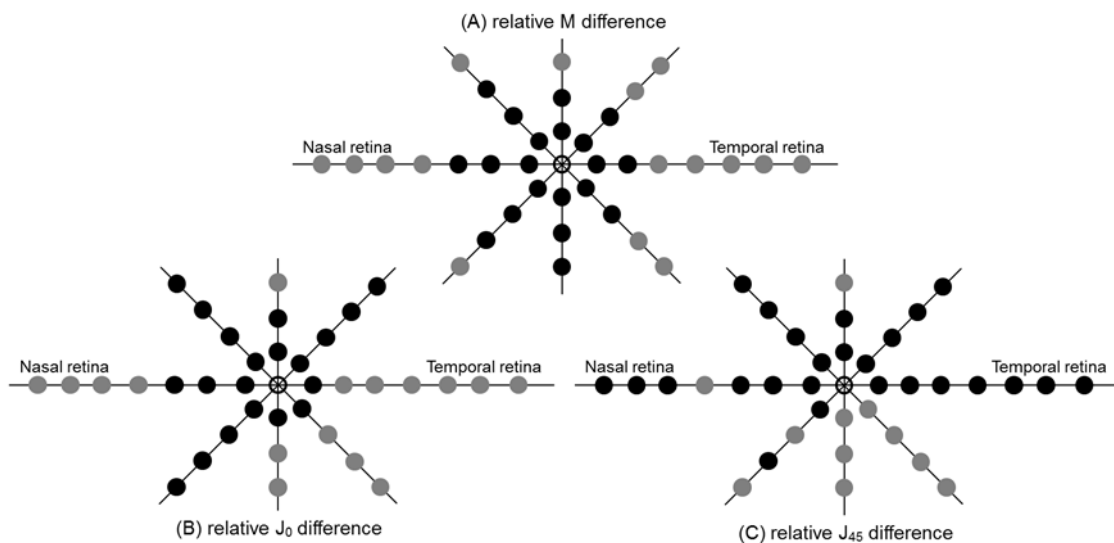 (A) relative M difference
Nasal retina
Temporal retina
Nasal retina
Temporal retina
Nasal retina
Temporal retina
(B) relative J₀ difference
(C) relative J₄₅ difference